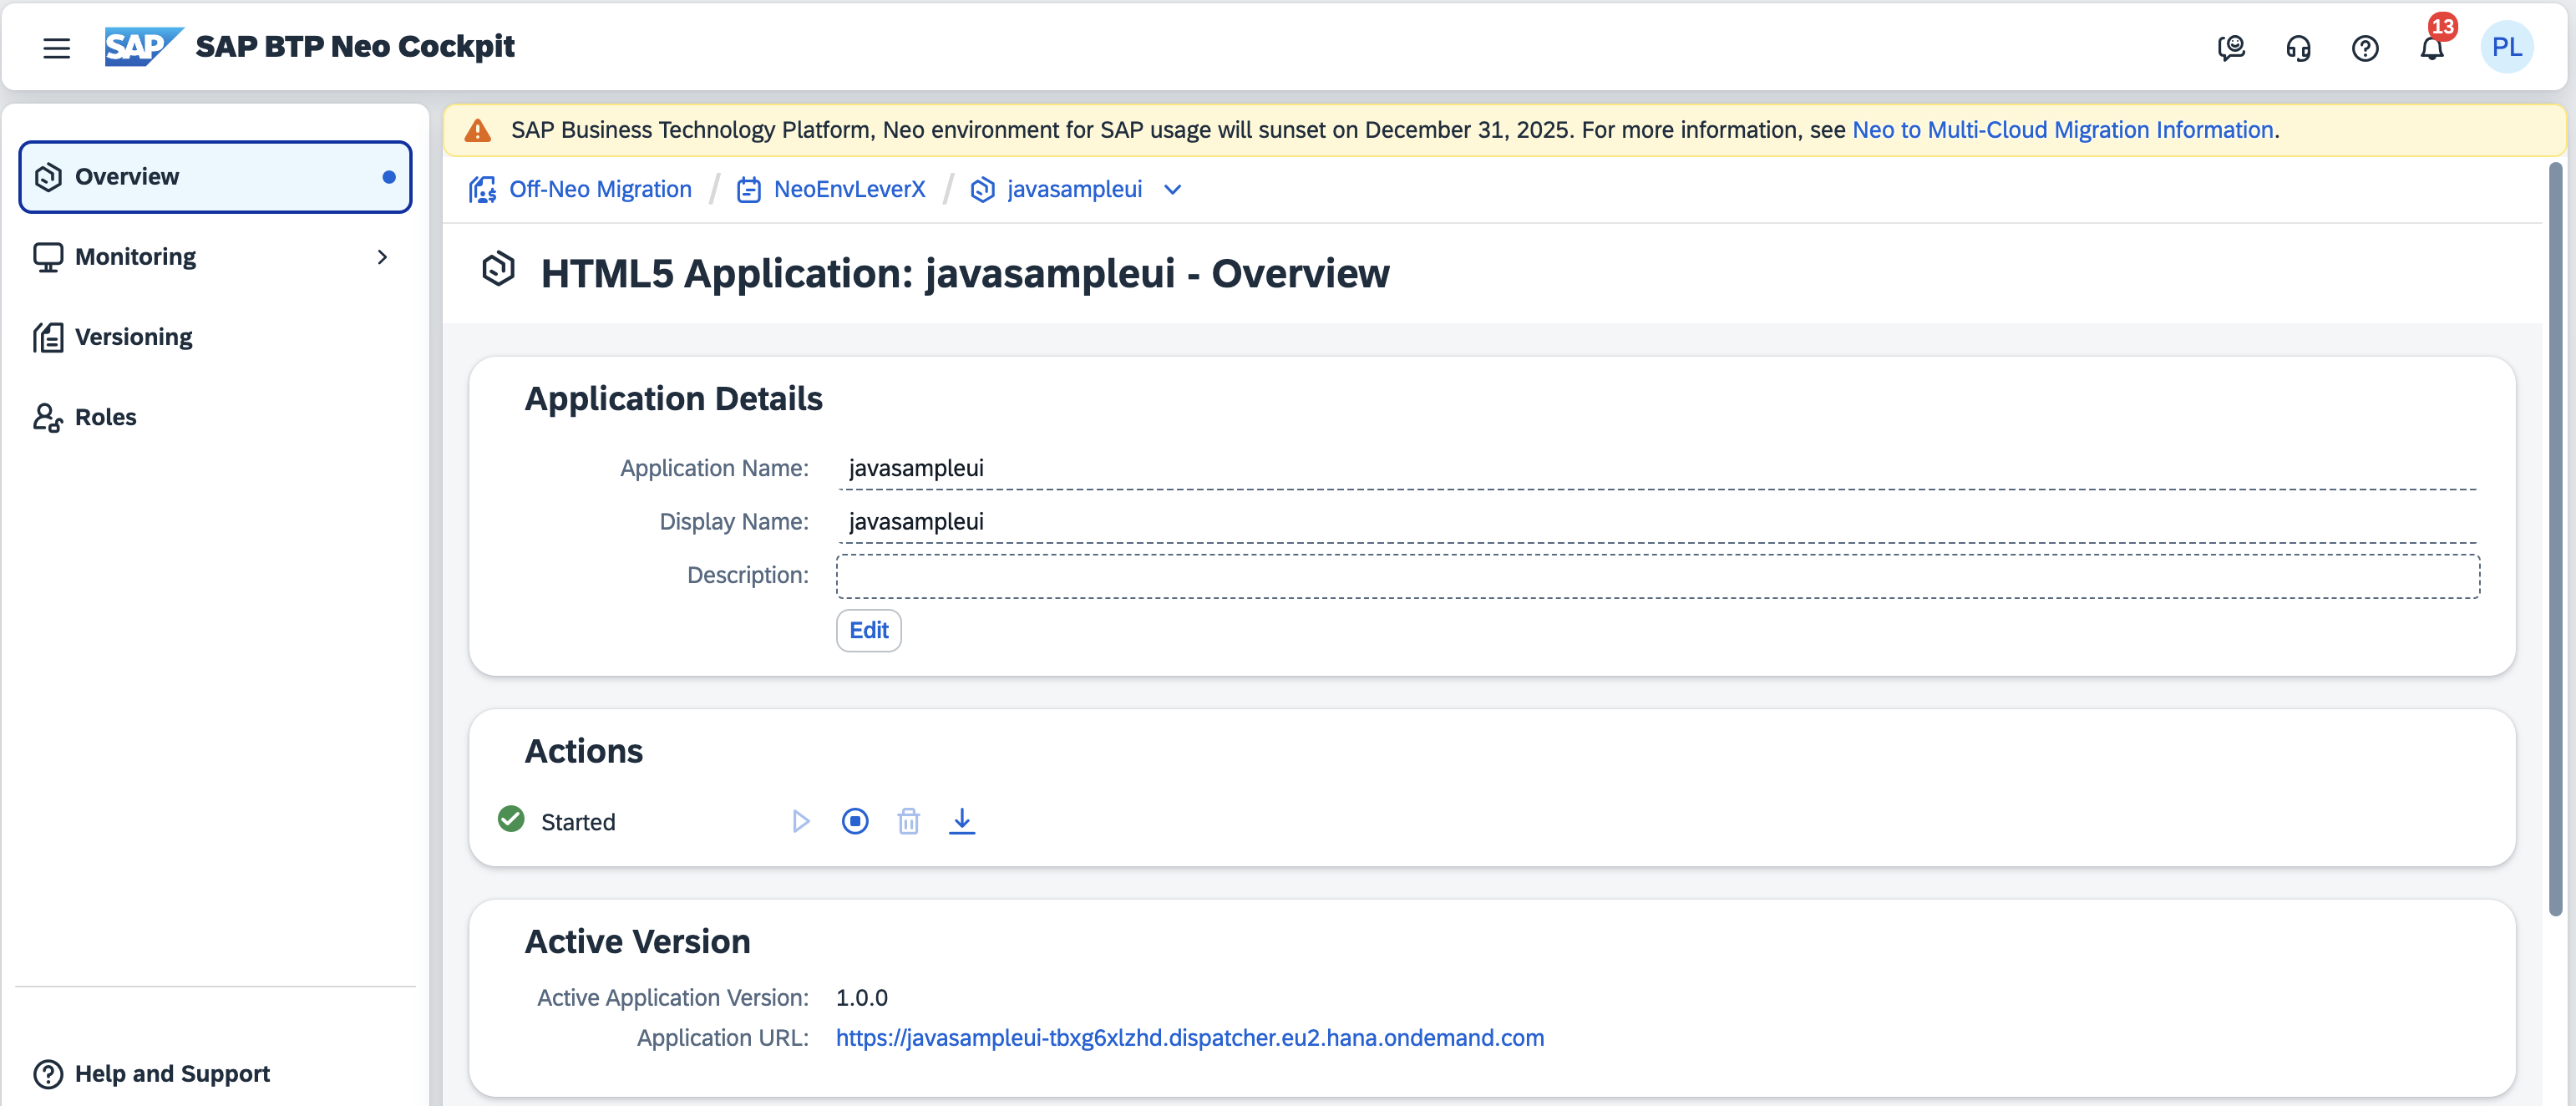 SAP SAP BTP Neo Cockpit
13
PL
Overview
Monitoring
Versioning
Roles
Help and Support
SAP Business Technology Platform, Neo environment for SAP usage will sunset on December 31, 2025. For more information, see Neo to Multi-Cloud Migration Information.
Off-Neo Migration / NeoEnvLeverX / javasampleui
HTML5 Application: javasampleui - Overview
Application Details
Application Name: javasampleui
Display Name: javasampleui
Description:
Edit
Actions
Started
Active Version
Active Application Version: 1.0.0
Application URL: https://javasampleui-tbxg6xlzhd.dispatcher.eu2.hana.ondemand.com